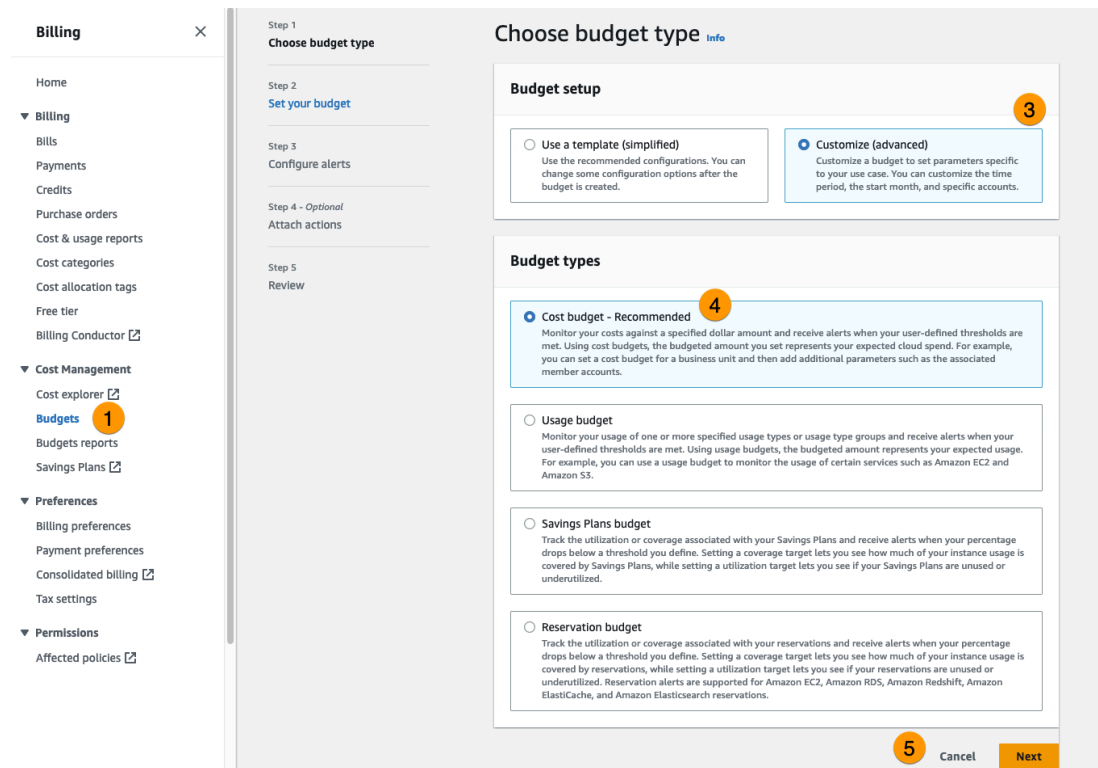 Billing
Home
Billing
Bills
Payments
Credits
Purchase orders
Cost & usage reports
Cost categories
Cost allocation tags
Free tier
Billing Conductor
Cost Management
Cost explorer
Budgets 1
Budgets reports
Savings Plans
Preferences
Billing preferences
Payment preferences
Consolidated billing
Tax settings
Permissions
Affected policies
Step 1
Choose budget type
Step 2
Set your budget
Step 3
Configure alerts
Step 4 - Optional
Attach actions
Step 5
Review
Choose budget type Info
Budget setup
3
Use a template (simplified)
Use the recommended configurations. You can
change some configuration options after the
budget is created.
Customize (advanced)
Customize a budget to set parameters specific
to your use case. You can customize the time
period, the start month, and specific accounts.
Budget types
Cost budget - Recommended 4
Monitor your costs against a specified dollar amount and receive alerts when your user-defined thresholds are
met. Using cost budgets, the budgeted amount you set represents your expected cloud spend. For example,
you can set a cost budget for a business unit and then add additional parameters such as the associated
member accounts.
Usage budget
Monitor your usage of one or more specified usage types or usage type groups and receive alerts when your
user-defined thresholds are met. Using usage budgets, the budgeted amount represents your expected usage.
For example, you can use a usage budget to monitor the usage of certain services such as Amazon EC2 and
Amazon S3.
Savings Plans budget
Track the utilization or coverage associated with your Savings Plans and receive alerts when your percentage
drops below a threshold you define. Setting a coverage target lets you see how much of your instance usage is
covered by Savings Plans, while setting a utilization target lets you see if your Savings Plans are unused or
underutilized.
Reservation budget
Track the utilization or coverage associated with your reservations and receive alerts when your percentage
drops below a threshold you define. Setting a coverage target lets you see how much of your instance usage is
covered by reservations, while setting a utilization target lets you see if your reservations are unused or
underutilized. Reservation alerts are supported for Amazon EC2, Amazon RDS, Amazon Redshift, Amazon
ElastiCache, and Amazon Elasticsearch reservations.
5 Cancel Next